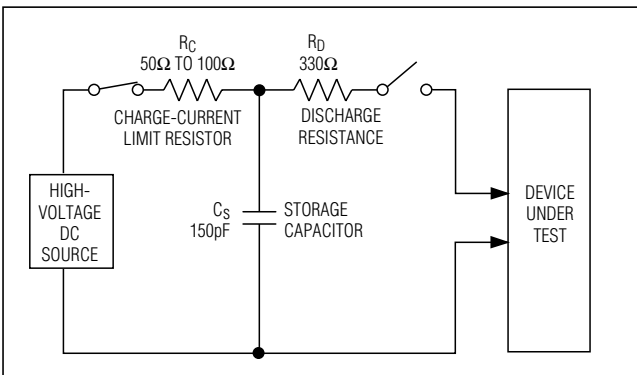 R_C
50Ω TO 100Ω
CHARGE-CURRENT
LIMIT RESISTOR
R_D
330Ω
DISCHARGE
RESISTANCE
HIGH-
VOLTAGE
DC
SOURCE
C_S
150pF
STORAGE
CAPACITOR
DEVICE
UNDER
TEST